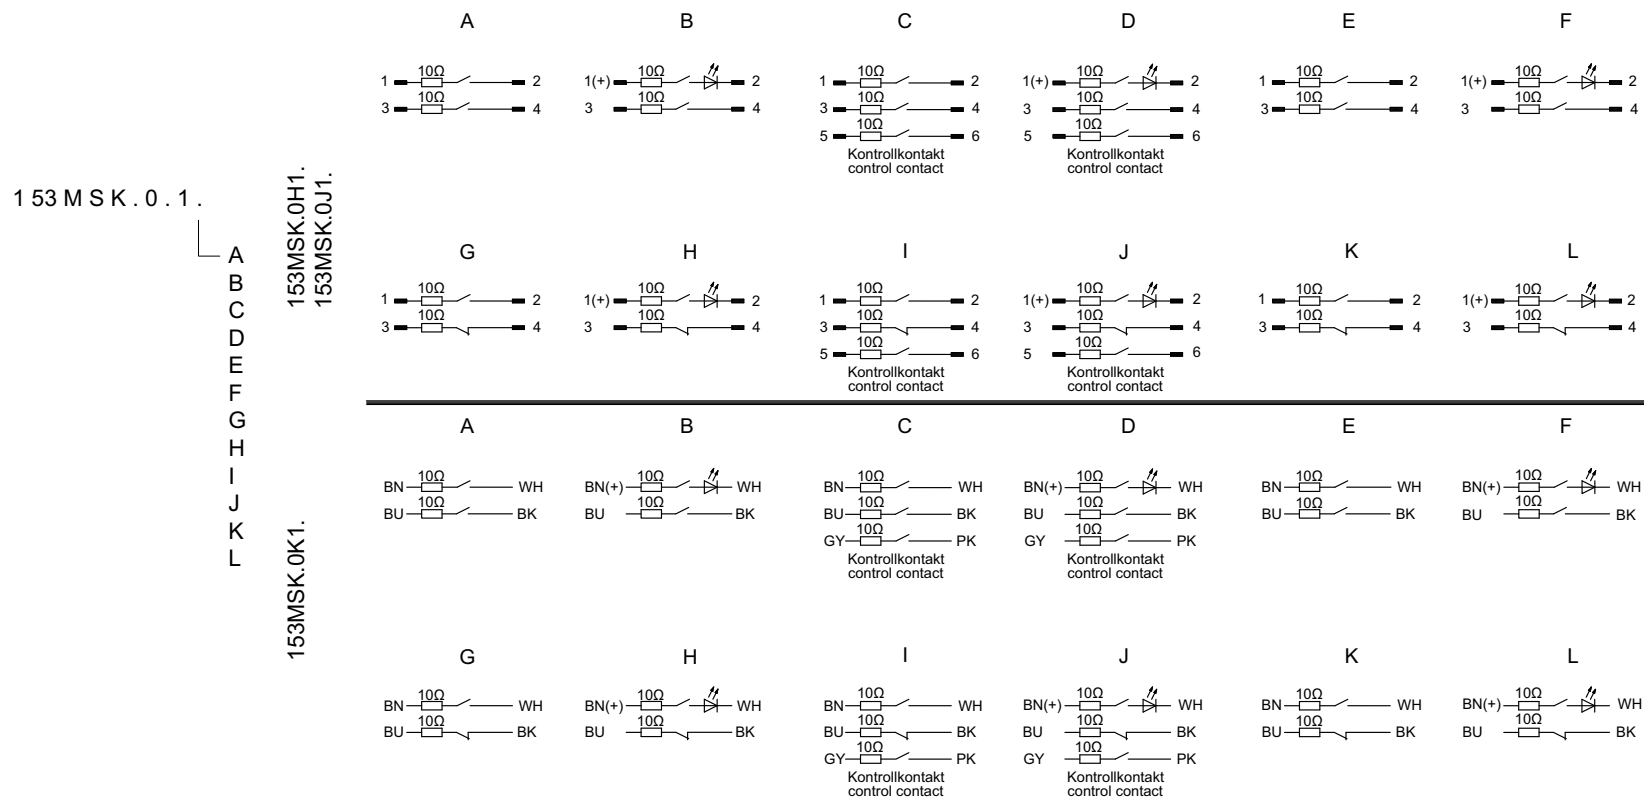 A B C D E F
10Ω 10Ω 10Ω 10Ω 10Ω 10Ω
1 2 1(+) 2 1 2 1(+) 2 1 2 1(+) 2
10Ω 10Ω 10Ω 10Ω 10Ω 10Ω
3 4 3 4 3 4 3 4 3 4 3 4
10Ω 10Ω
5 6 5 6
Kontrollkontakt Kontrollkontakt
control contact control contact
153MSK.0.1.
A
B
C
D
E
F
G
H
I
J
K
L
153MSK.0H1.
153MSK.0J1.
G H I J K L
10Ω 10Ω 10Ω 10Ω 10Ω 10Ω
1 2 1(+) 2 1 2 1(+) 2 1 2 1(+) 2
10Ω 10Ω 10Ω 10Ω 10Ω 10Ω
3 4 3 4 3 4 3 4 3 4 3 4
10Ω 10Ω
5 6 5 6
Kontrollkontakt Kontrollkontakt
control contact control contact
153MSK.0K1.
A B C D E F
10Ω 10Ω 10Ω 10Ω 10Ω 10Ω
BN WH BN(+) WH BN WH BN(+) WH BN WH BN(+) WH
10Ω 10Ω 10Ω 10Ω 10Ω 10Ω
BU BK BU BK BU BK BU BK BU BK BU BK
10Ω 10Ω
GY PK GY PK
Kontrollkontakt Kontrollkontakt
control contact control contact
G H I J K L
10Ω 10Ω 10Ω 10Ω 10Ω 10Ω
BN WH BN(+) WH BN WH BN(+) WH BN WH BN(+) WH
10Ω 10Ω 10Ω 10Ω 10Ω 10Ω
BU BK BU BK BU BK BU BK BU BK BU BK
10Ω 10Ω
GY PK GY PK
Kontrollkontakt Kontrollkontakt
control contact control contact